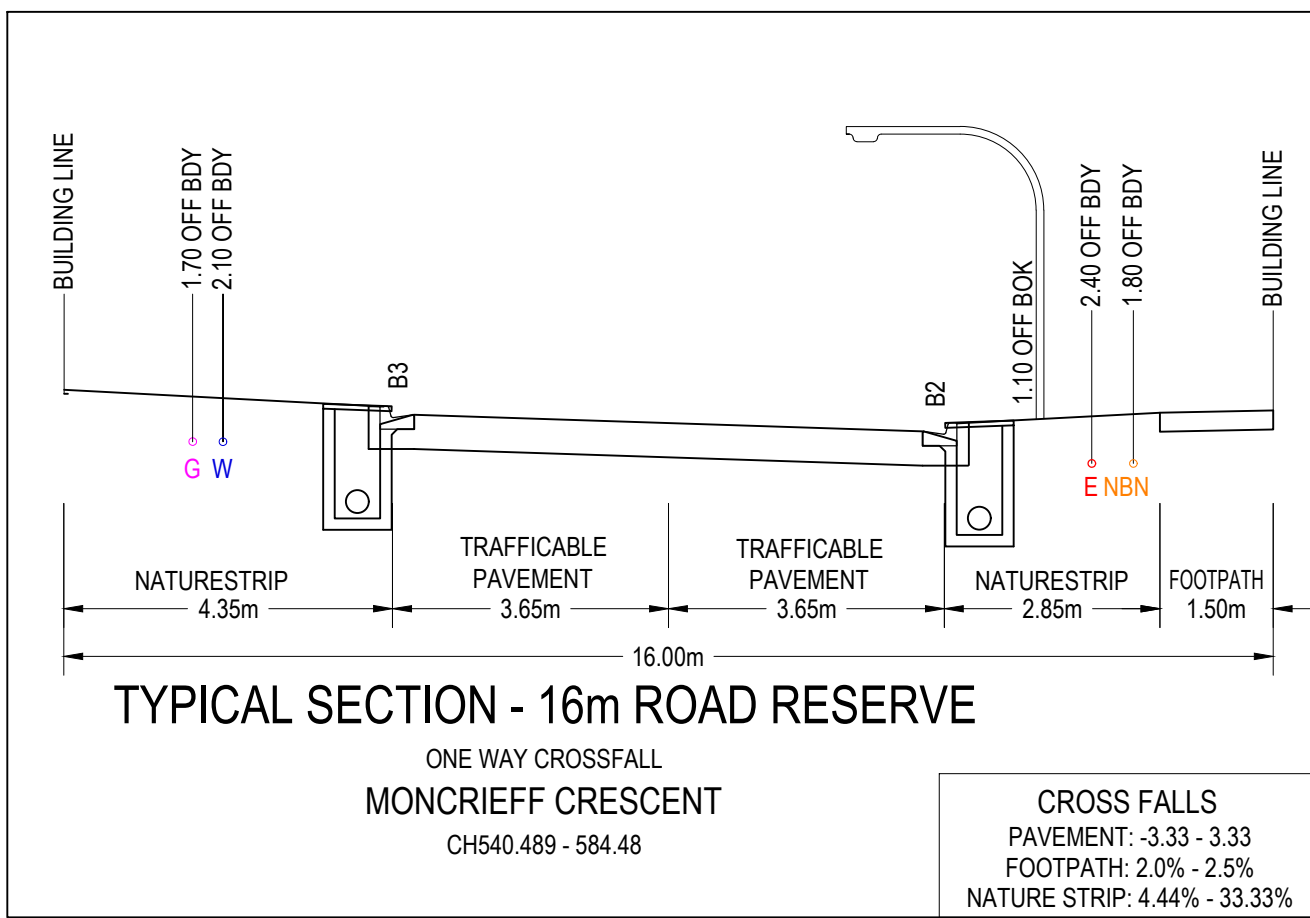 BUILDING LINE
1.70 OFF BDY
2.10 OFF BDY
B3
B2
1.10 OFF BOK
2.40 OFF BDY
1.80 OFF BDY
BUILDING LINE
G W
E NBN
NATURESTRIP
4.35m
TRAFFICABLE
PAVEMENT
3.65m
TRAFFICABLE
PAVEMENT
3.65m
NATURESTRIP
2.85m
FOOTPATH
1.50m
16.00m
TYPICAL SECTION - 16m ROAD RESERVE
ONE WAY CROSSFALL
MONCRIEFF CRESCENT
CH540.489 - 584.48
CROSS FALLS
PAVEMENT: -3.33 - 3.33
FOOTPATH: 2.0% - 2.5%
NATURE STRIP: 4.44% - 33.33%